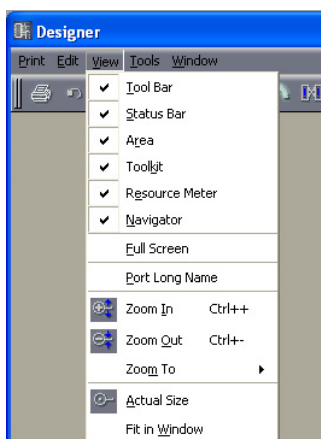 Designer
Print Edit View Tools Window
Tool Bar
Status Bar
Area
Toolkit
Resource Meter
Navigator
Full Screen
Port Long Name
Zoom In Ctrl++
Zoom Out Ctrl+-
Zoom To
Actual Size
Fit in Window